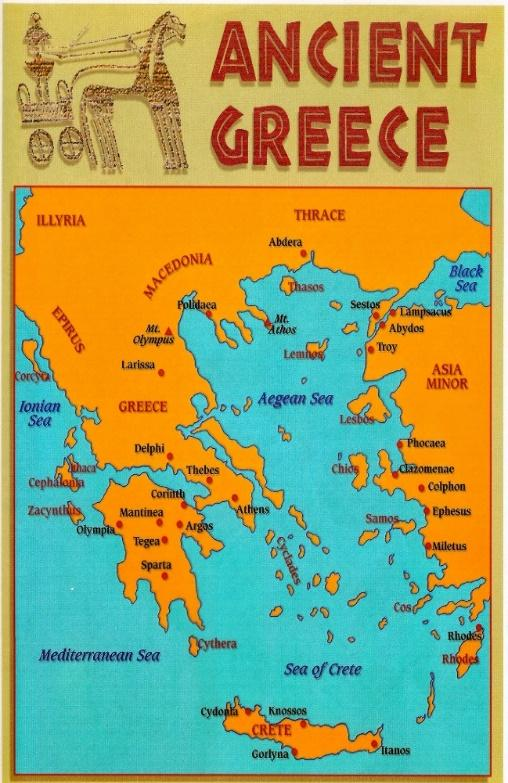 ANCIENT
GREECE
ILLYRIA
THRACE
Abdera
MACEDONIA
Thasos
Black
Sea
Polidaea
Sestos
Lampsacus
EPIRUS
Mt.
Olympus
Mt.
Athos
Abydos
Troy
Lemnos
Larissa
Corcyra
ASIA
MINOR
Ionian
Sea
GREECE
Aegean Sea
Lesbos
Phocaea
Delphi
Ithaca
Thebes
Chios
Clazomenae
Cephalonia
Colphon
Corinth
Zacynthus
Mantinea
Athens
Ephesus
Olympia
Argos
Samos
Tegea
Miletus
Cyclades
Sparta
Cos
Rhodes
Cythera
Mediterranean Sea
Sea of Crete
Rhodes
Cydonia
Knossos
CRETE
Gorlyna
Itanos